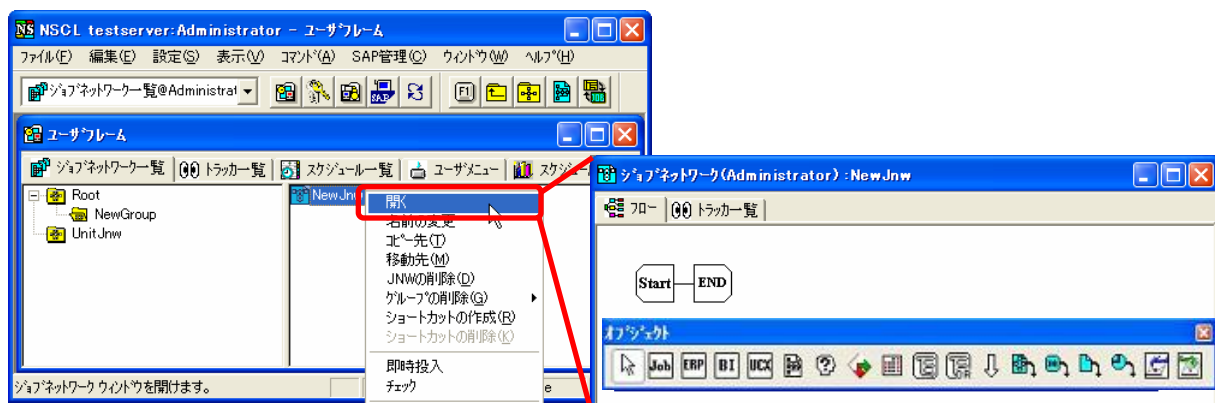 NSCL testserver:Administrator - ユーザフレーム
ファイル(F) 編集(E) 設定(S) 表示(V) コマンド(A) SAP管理(C) ウィンドウ(W) ヘルプ(H)
ジョブネットワーク一覧@Administrat
SAP
F1
ユーザフレーム
ジョブネットワーク一覧 トラッカ一覧 スケジュール一覧 ユーザメニュー スケジュー
Root
NewGroup
UnitJnw
NewJnw
開く
名前の変更
コピー先(T)
移動先(M)
JNWの削除(D)
グループの削除(G)
ショートカットの作成(R)
ショートカットの削除(K)
即時投入
チェック
ジョブネットワーク ウィンドウを開けます。
e
ジョブネットワーク(Administrator):NewJnw
フロー トラッカ一覧
Start END
オブジェクト
Job ERP BI UCX